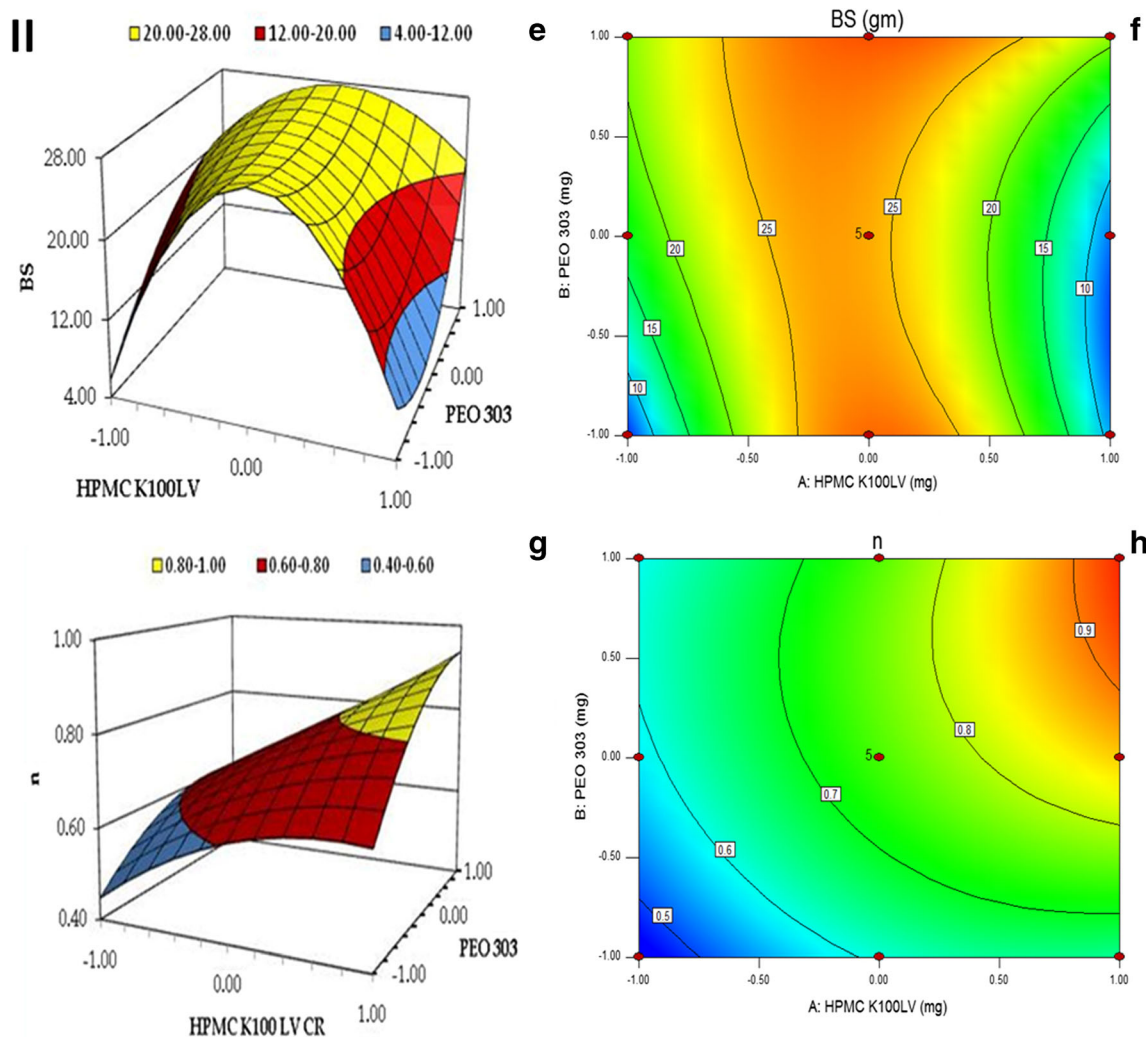 II
20.00-28.00 12.00-20.00 4.00-12.00
28.00
20.00
12.00
4.00
BS
-1.00
0.00
1.00
HPMC K100LV
1.00
0.00
-1.00
PEO 303
e
BS (gm)
f
1.00
0.50
0.00
-0.50
-1.00
B: PEO 303 (mg)
25
20
25
20
5
15
10
15
10
-1.00 -0.50 0.00 0.50 1.00
A: HPMC K100LV (mg)
0.80-1.00 0.60-0.80 0.40-0.60
1.00
0.80
0.60
0.40
n
-1.00
0.00
1.00
HPMC K100 LV CR
1.00
0.00
-1.00
PEO 303
g
n
h
1.00
0.50
0.00
-0.50
-1.00
B: PEO 303 (mg)
0.9
0.8
5
0.7
0.6
0.5
-1.00 -0.50 0.00 0.50 1.00
A: HPMC K100LV (mg)